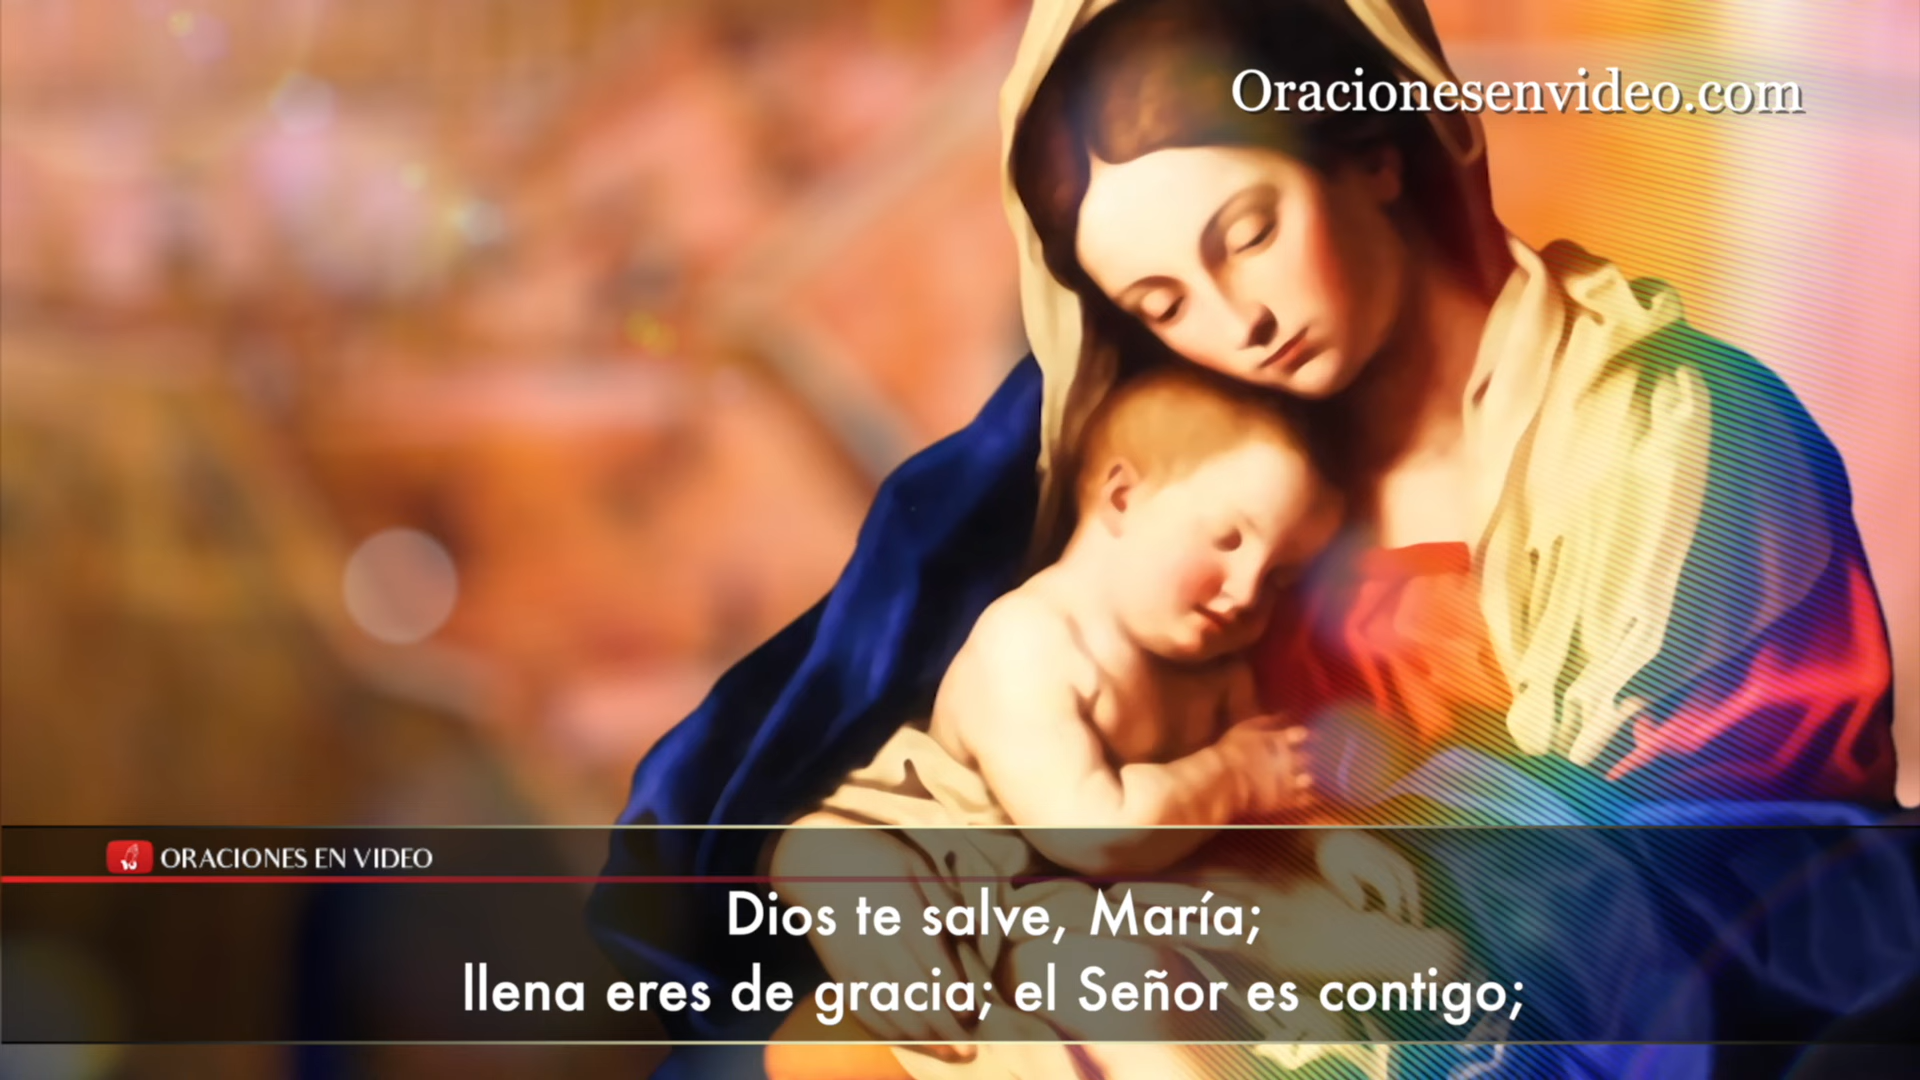 Oracionesenvideo.com
ORACIONES EN VIDEO
Dios te salve, María;
llena eres de gracia; el Señor es contigo;